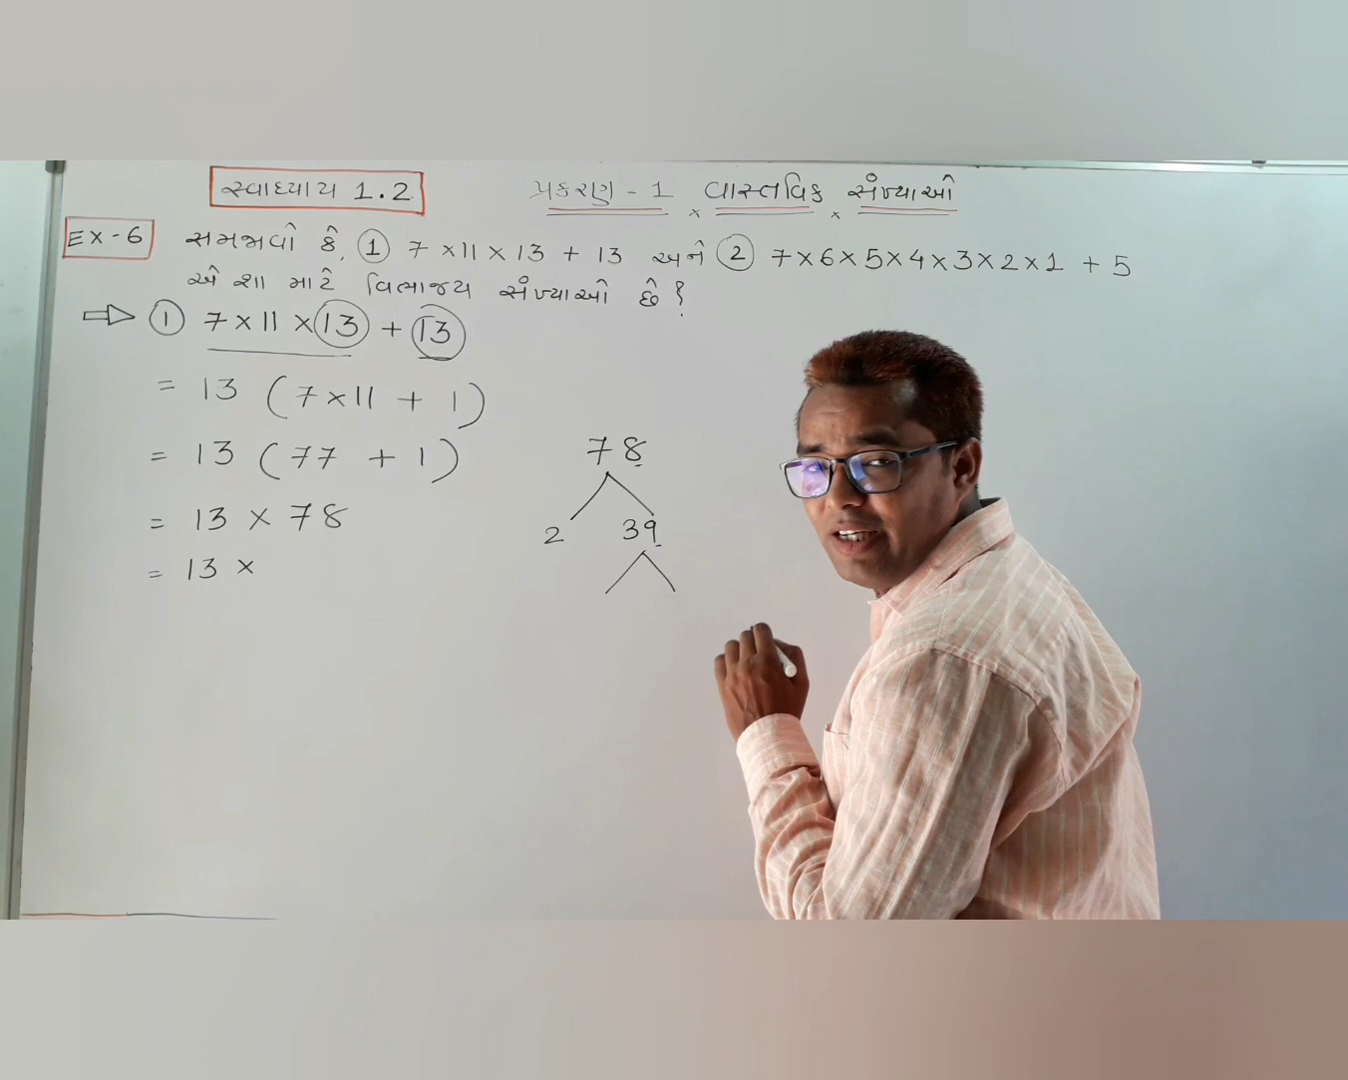 સ્વાધ્યાય 1.2
પ્રકરણ - 1 વાસ્તવિક સંખ્યાઓ
EX-6 સમજાવો કે, ① 7 × 11 × 13 + 13 અને ② 7 × 6 × 5 × 4 × 3 × 2 × 1 + 5
એ શા માટે વિભાજ્ય સંખ્યાઓ છે ?
⇨ ① 7 × 11 × 13 + 13
= 13 (7 × 11 + 1)
= 13 (77 + 1)
= 13 × 78
= 13 ×
78
2 39